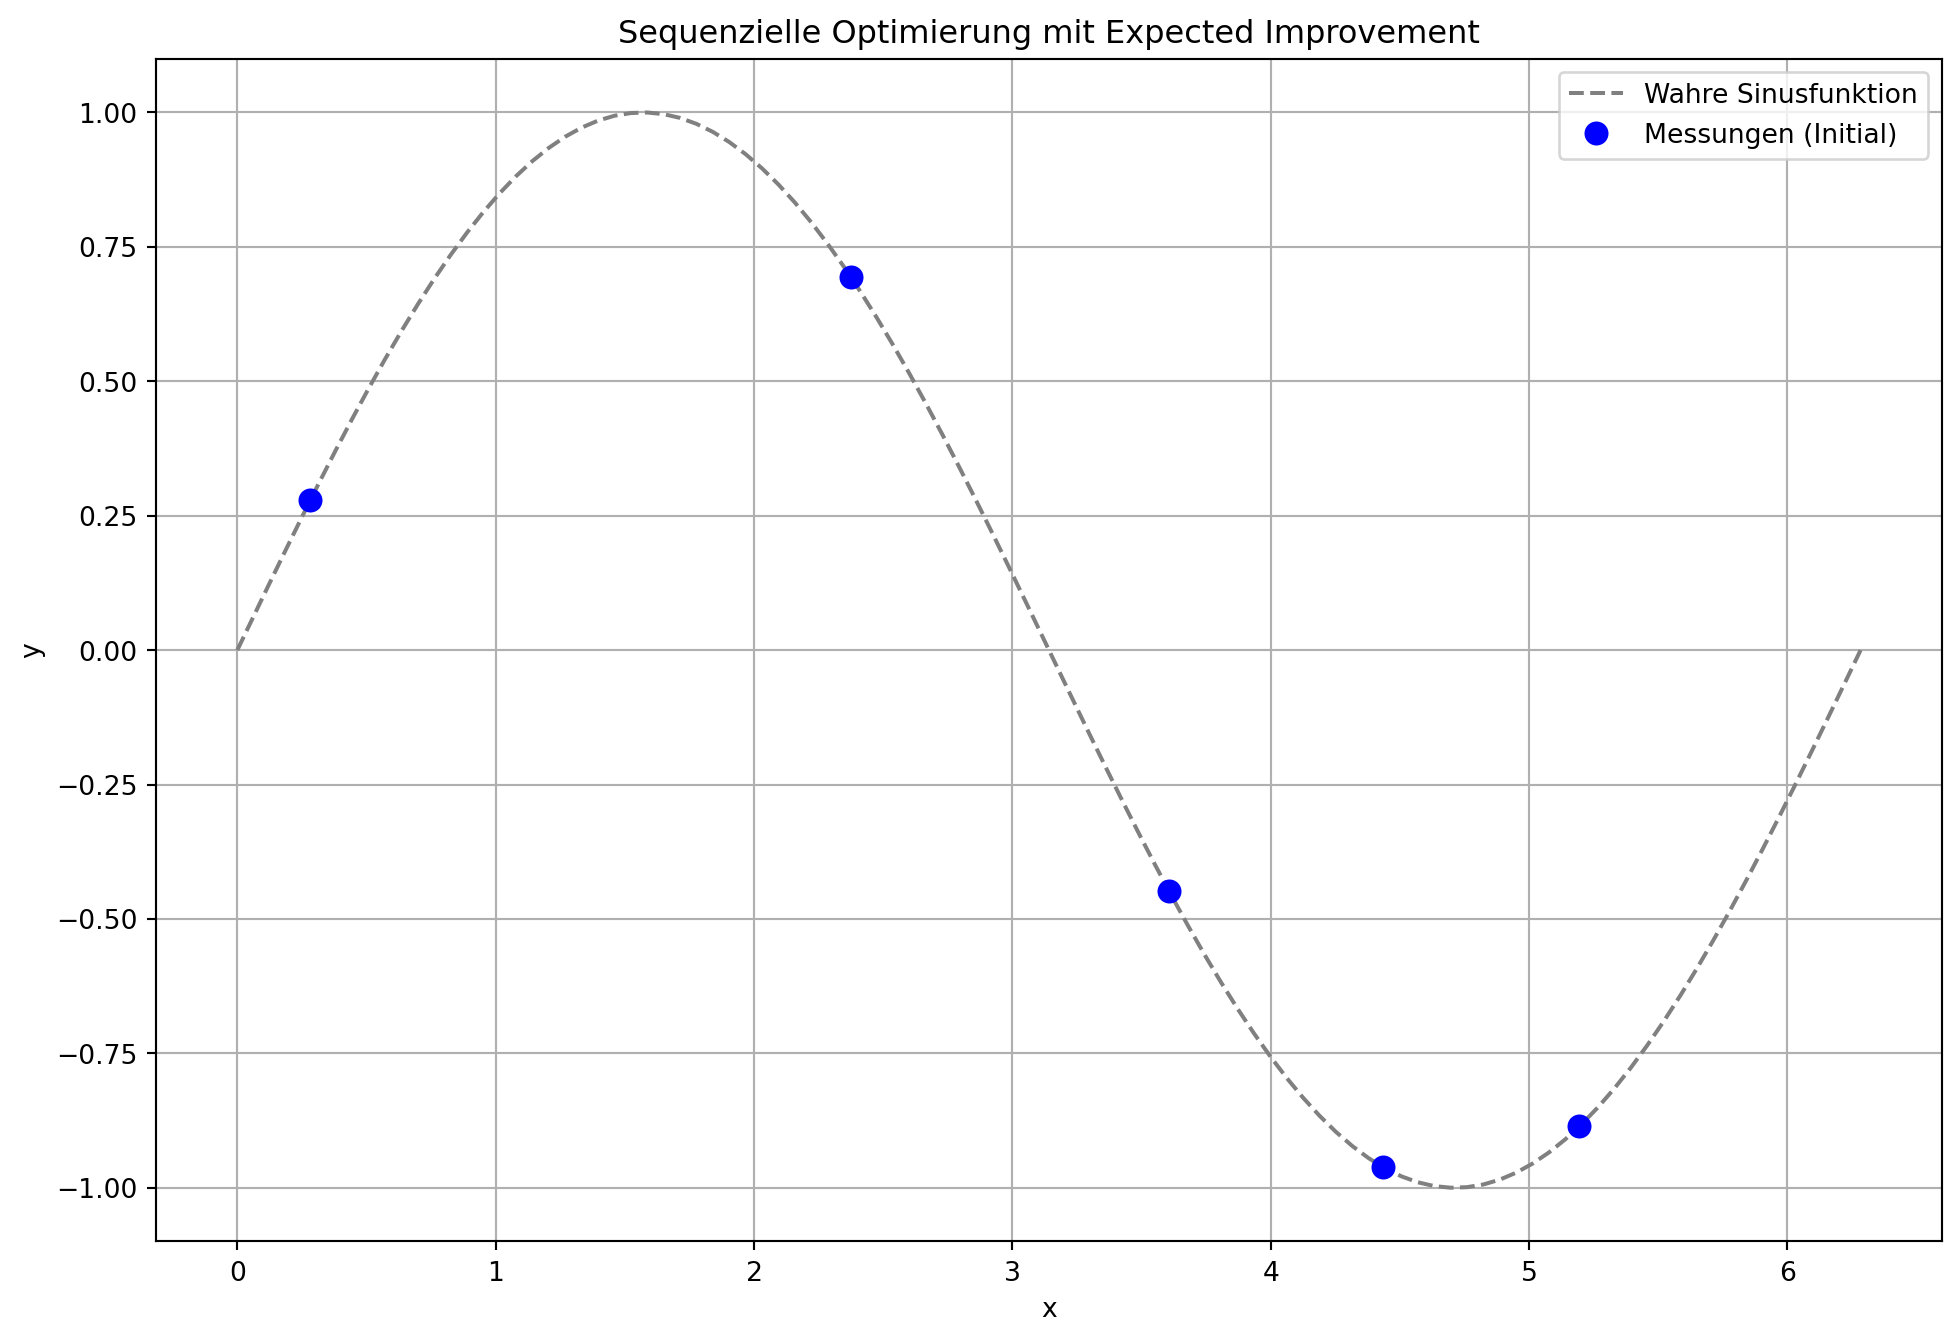 Sequenzielle Optimierung mit Expected Improvement
Wahre Sinusfunktion
Messungen (Initial)
1.00
0.75
0.50
0.25
0.00
−0.25
−0.50
−0.75
−1.00
y
0 1 2 3 4 5 6
x